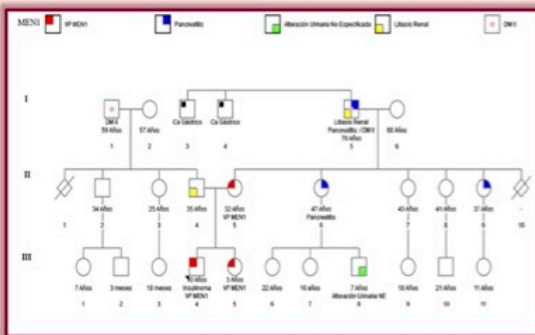 MEN1 VP MEN1 Pancreatitis Alteración Urinaria No Especificada Litiasis Renal DM II
I
DM II
59 Años
57 Años
Ca Gástrico
Ca Gástrico
Litiasis Renal
Pancreatitis, / DM II
70 Años
60 Años
1 2 3 4 5 6
II
34 Años
25 Años
35 Años
32 Años
VP MEN1
47 Años
Pancreatitis
43 Años
41 Años
37 Años
1 2 3 4 5 6 7 8 9 10
III
7 Años
3 meses
18 meses
10 Años
Insulinoma
VP MEN1
3 Años
VP MEN1
22 Años
16 Años
7 Años
Alteración Urinaria NE
18 Años
21 Años
11 Años
1 2 3 4 5 6 7 8 9 10 11